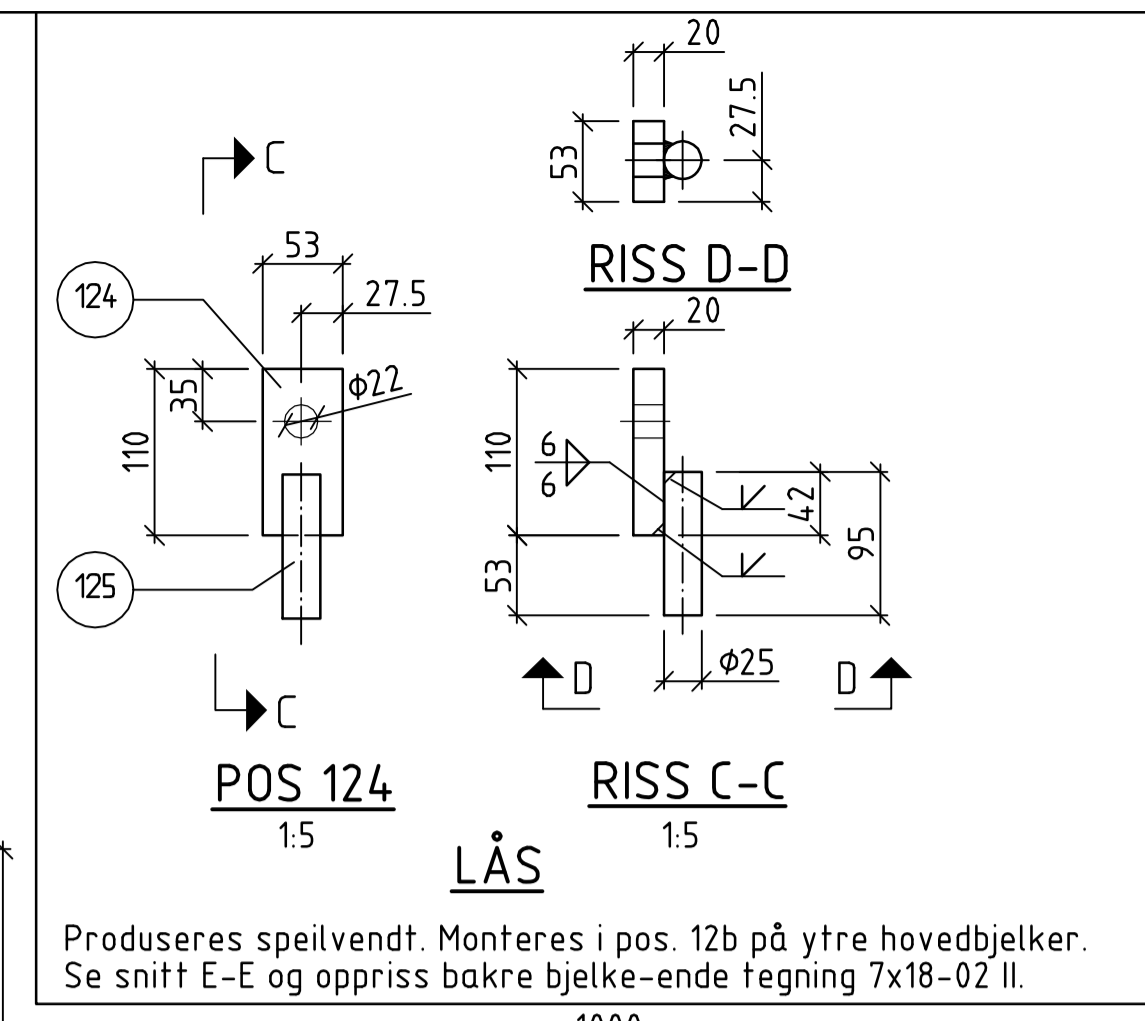 20
27.5
53
RISS D-D
C
53
27.5
124
35
Φ22
110
125
C
POS 124
1:5
20
110
6
6
42
95
53
Φ25
D
D
RISS C-C
1:5
LÅS
Produseres speilvendt. Monteres i pos. 12b på ytre hovedbjelker.
Se snitt E-E og oppriss bakre bjelke-ende tegning 7x18-02 II.